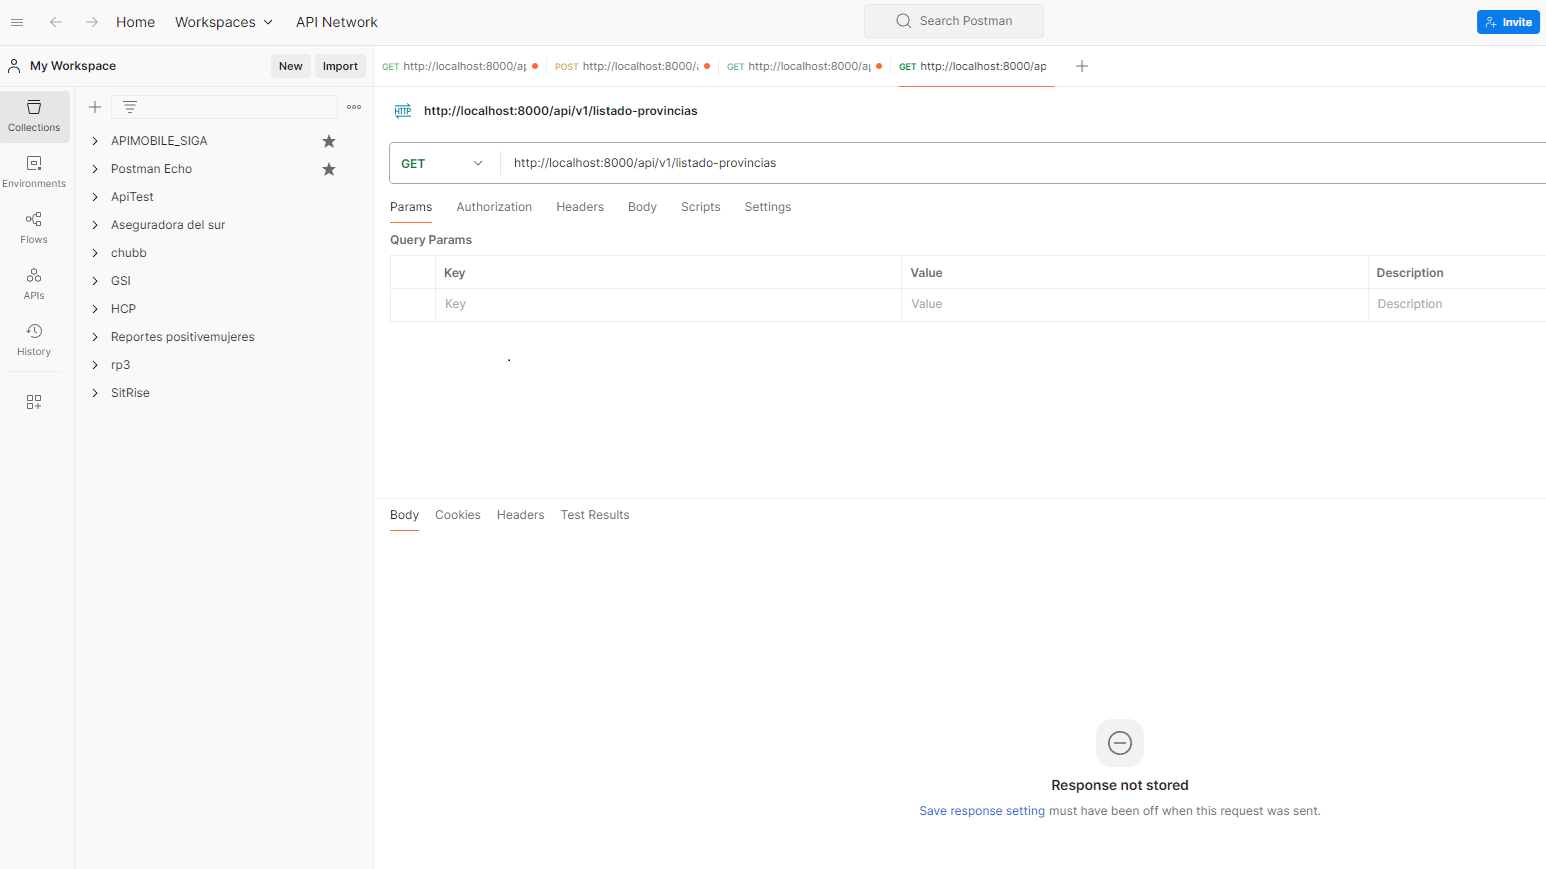 Home Workspaces API Network Search Postman Invite
My Workspace New Import
GET http://localhost:8000/ap POST http://localhost:8000/ GET http://localhost:8000/a GET http://localhost:8000/ap
Collections
Environments
Flows
APIs
History
APIMOBILE_SIGA
Postman Echo
ApiTest
Aseguradora del sur
chubb
GSI
HCP
Reportes positivemujeres
rp3
SitRise
HTTP http://localhost:8000/api/v1/listado-provincias
GET http://localhost:8000/api/v1/listado-provincias
Params Authorization Headers Body Scripts Settings
Query Params
Key Value Description
Key Value Description
Body Cookies Headers Test Results
Response not stored
Save response setting must have been off when this request was sent.